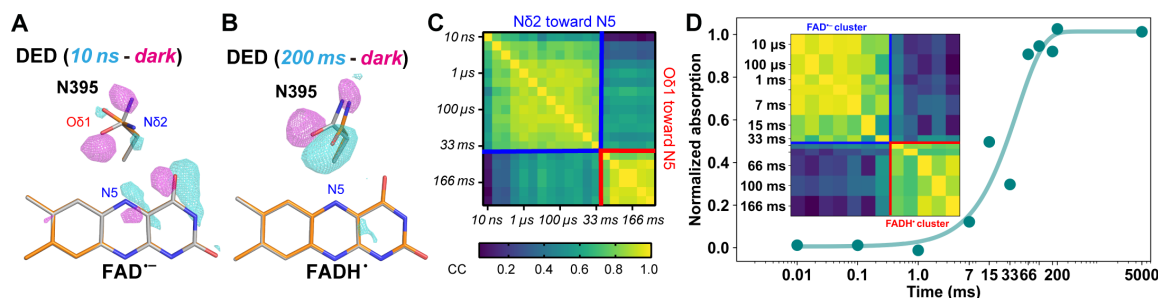 A
DED (10 ns - dark)
N395
Oδ1
Nδ2
N5
FAD•−
B
DED (200 ms - dark)
N395
N5
FADH•
C
Nδ2 toward N5
10 ns
1 µs
100 µs
33 ms
166 ms
Oδ1 toward N5
10 ns 1 µs 100 µs 33 ms 166 ms
CC 0.2 0.4 0.6 0.8 1.0
D
Normalized absorption
1.0
0.8
0.6
0.4
0.2
0.0
FAD•− cluster
10 µs
100 µs
1 ms
7 ms
15 ms
33 ms
66 ms
100 ms
166 ms
FADH• cluster
0.01 0.1 1.0 7 15 3366 200 5000
Time (ms)